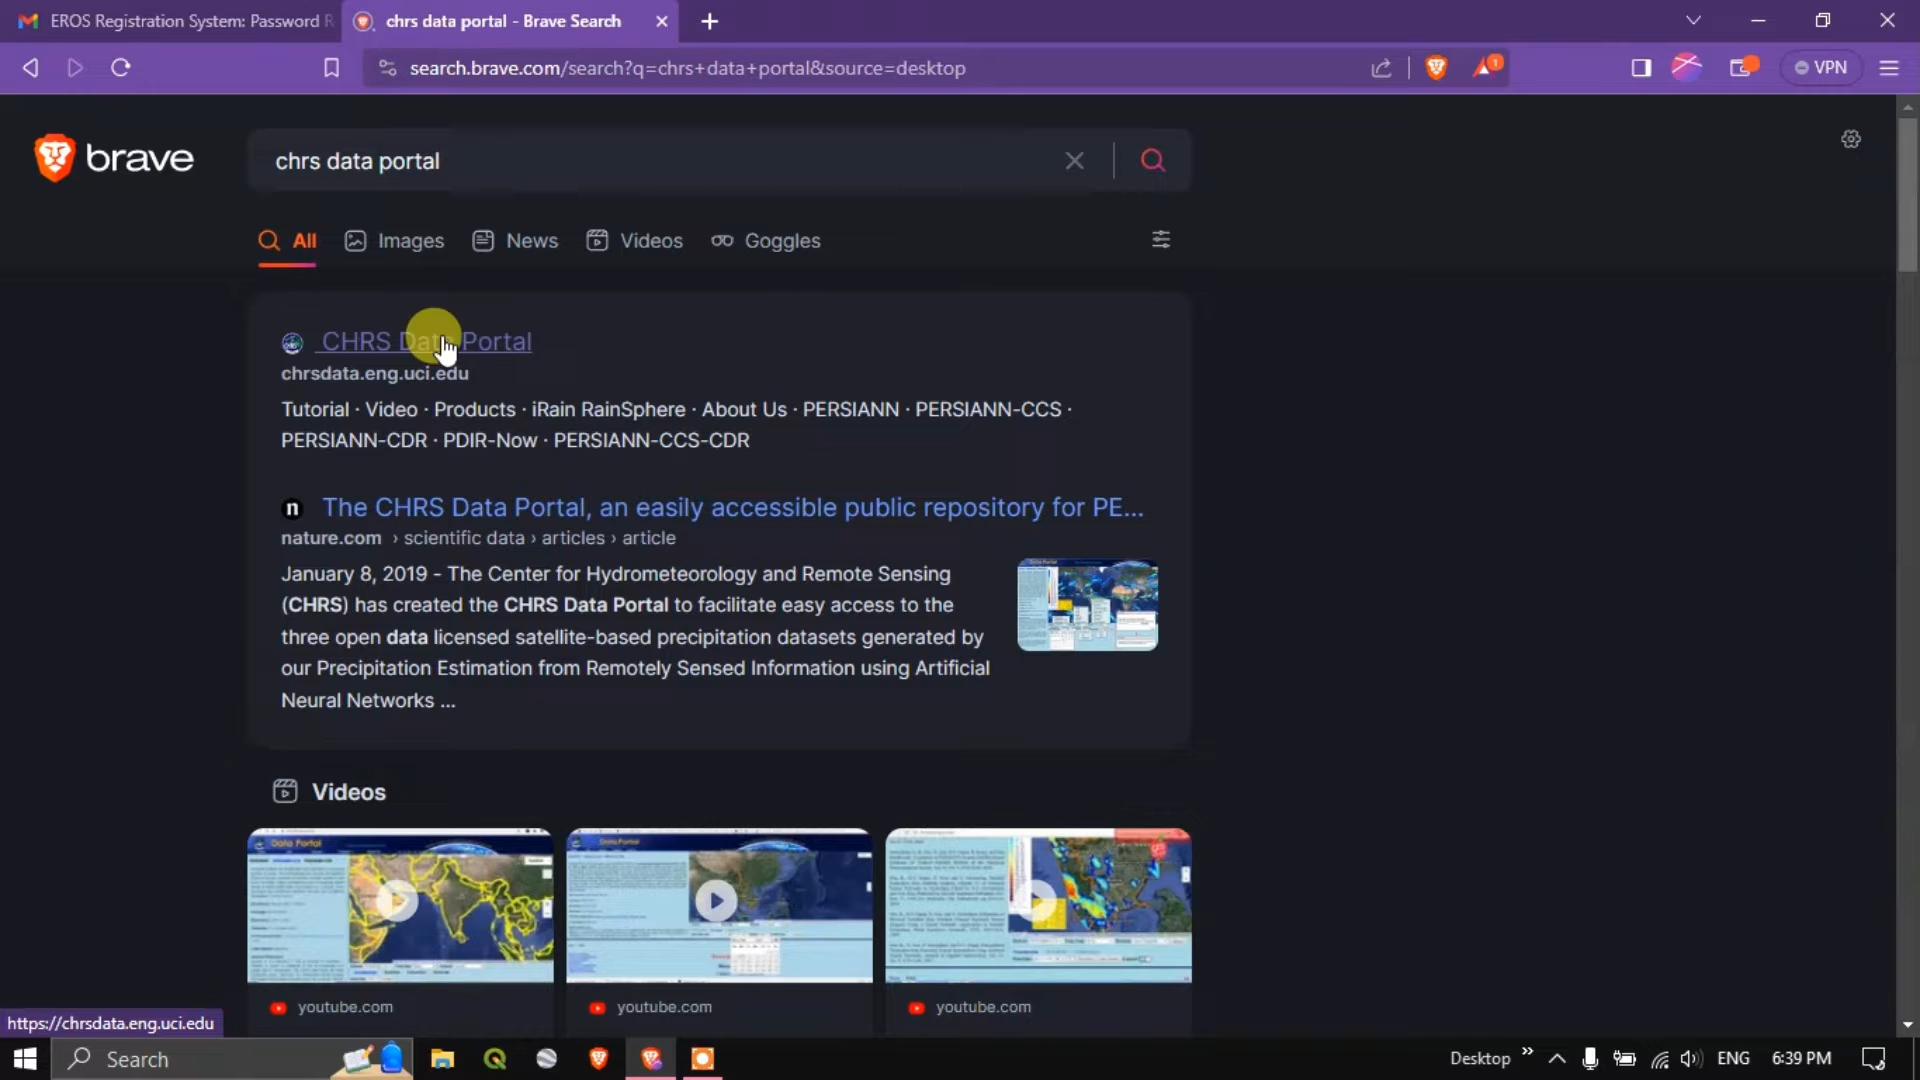 EROS Registration System: Password R
chrs data portal - Brave Search
search.brave.com/search?q=chrs+data+portal&source=desktop
1
VPN
brave
chrs data portal
All
Images
News
Videos
Goggles
CHRS Data Portal
chrsdata.eng.uci.edu
Tutorial · Video · Products · iRain RainSphere · About Us · PERSIANN · PERSIANN-CCS ·
PERSIANN-CDR · PDIR-Now · PERSIANN-CCS-CDR
n
The CHRS Data Portal, an easily accessible public repository for PE...
nature.com › scientific data › articles › article
January 8, 2019 - The Center for Hydrometeorology and Remote Sensing
(CHRS) has created the CHRS Data Portal to facilitate easy access to the
three open data licensed satellite-based precipitation datasets generated by
our Precipitation Estimation from Remotely Sensed Information using Artificial
Neural Networks ...
Videos
Data Portal
Data Portal
youtube.com
youtube.com
youtube.com
https://chrsdata.eng.uci.edu
Search
Desktop
ENG
6:39 PM